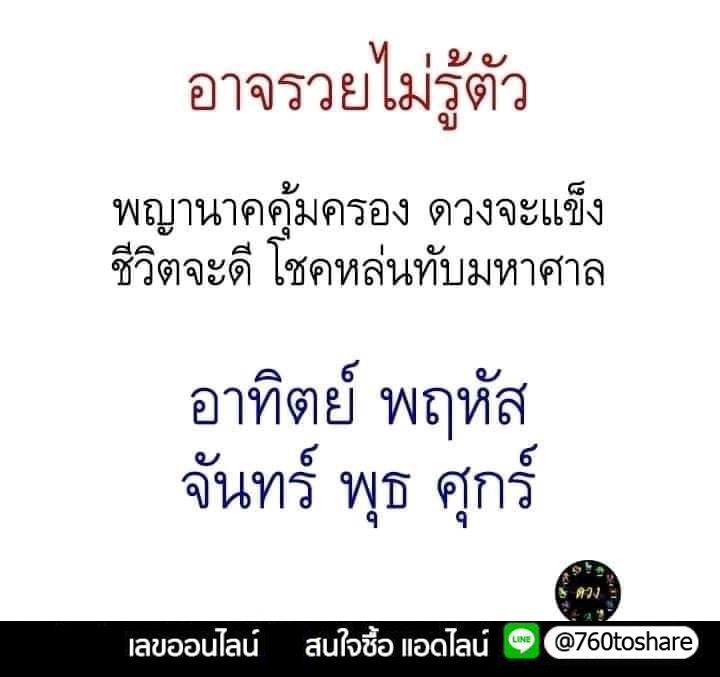 อาจรวยไม่รู้ตัว
พญานาคคุ้มครอง ดวงจะแข็ง
ชีวิตจะดี โชคหล่นทับมหาศาล
อาทิตย์ พฤหัส
จันทร์ พุธ ศุกร์
ดวง
เลขออนไลน์ สนใจซื้อ แอดไลน์ LINE @760toshare